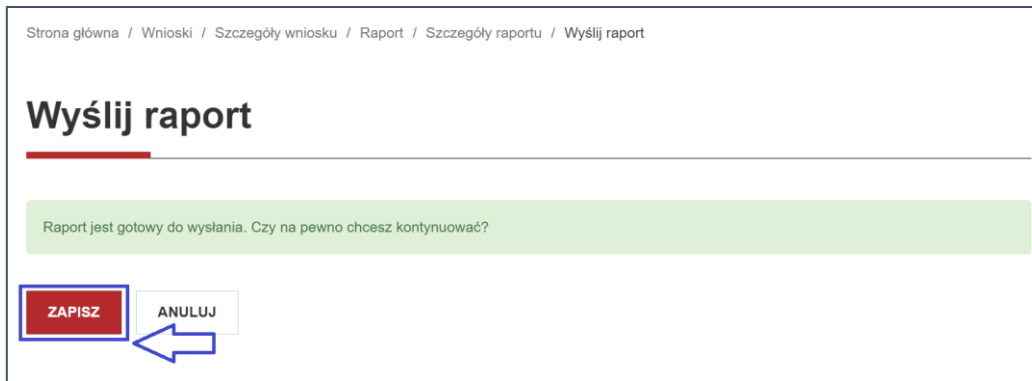 Strona główna / Wnioski / Szczegóły wniosku / Raport / Szczegóły raportu / Wyślij raport
Wyślij raport
Raport jest gotowy do wysłania. Czy na pewno chcesz kontynuować?
ZAPISZ ANULUJ